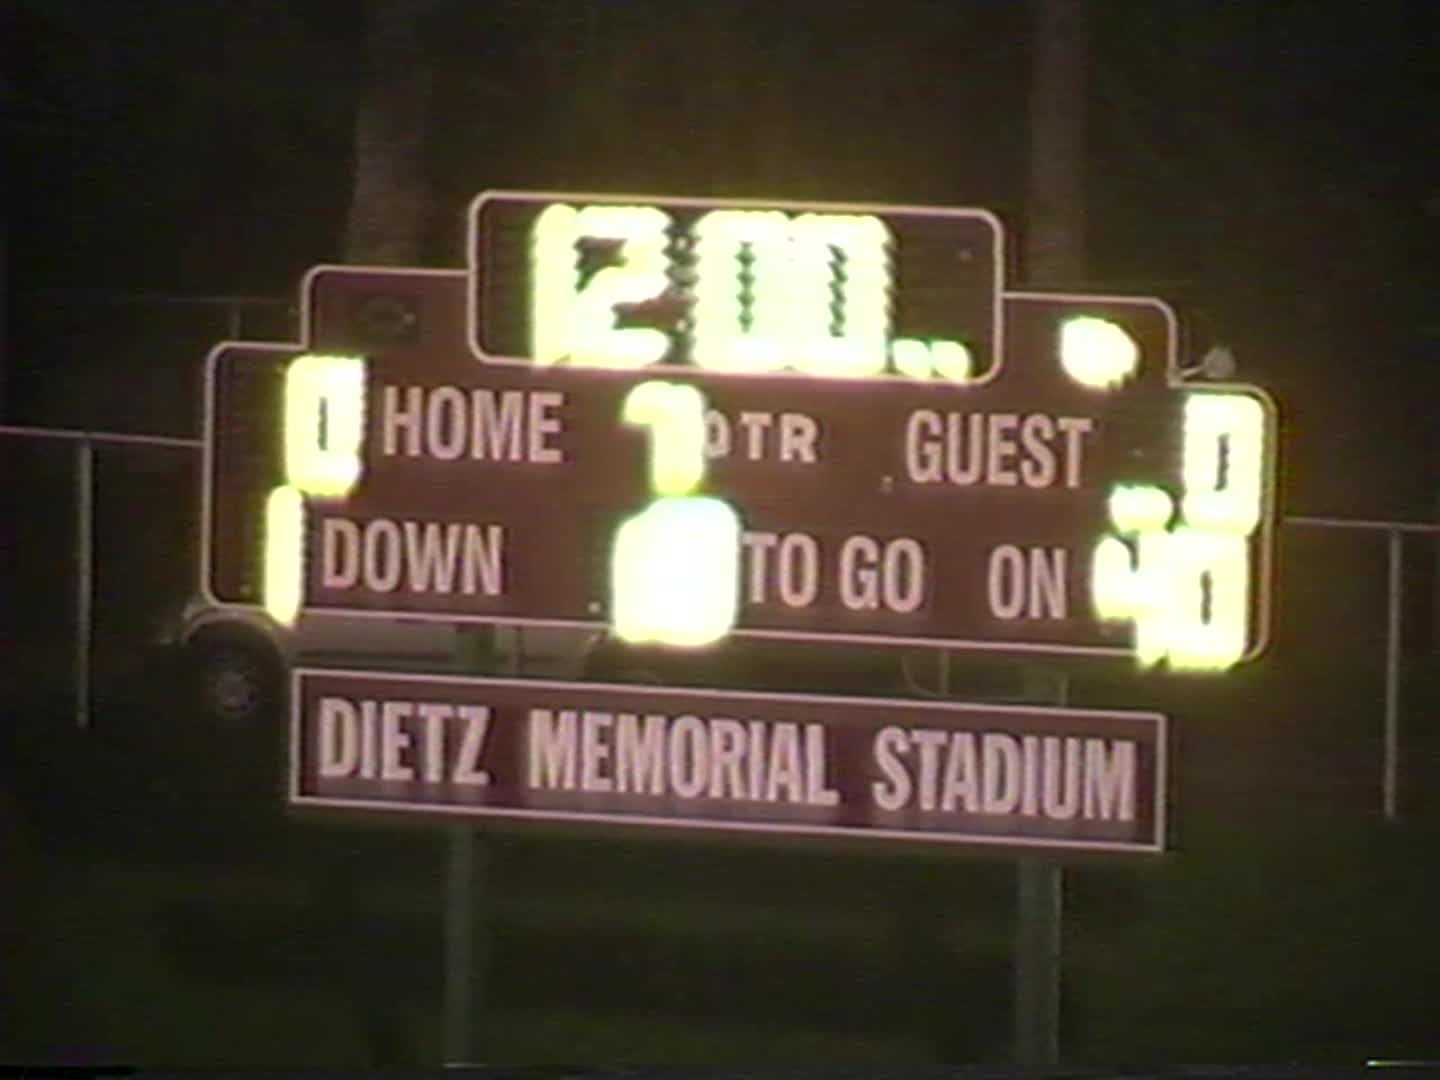 12:00
0 HOME 1 QTR GUEST 0
1 DOWN TO GO ON 40
DIETZ MEMORIAL STADIUM